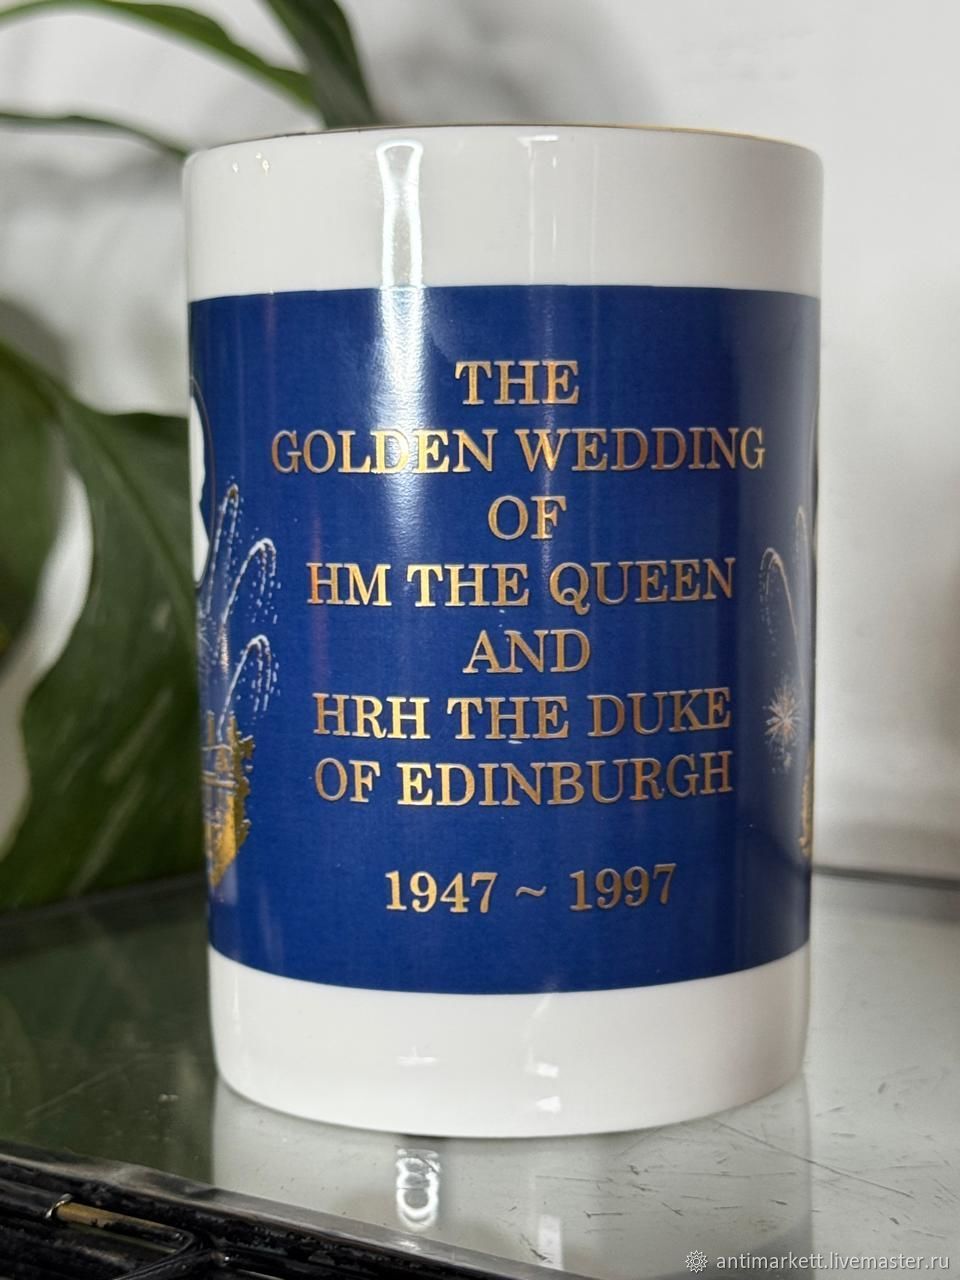 THE
GOLDEN WEDDING
OF
HM THE QUEEN
AND
HRH THE DUKE
OF EDINBURGH
1947 ~ 1997
antimarkett.livemaster.ru